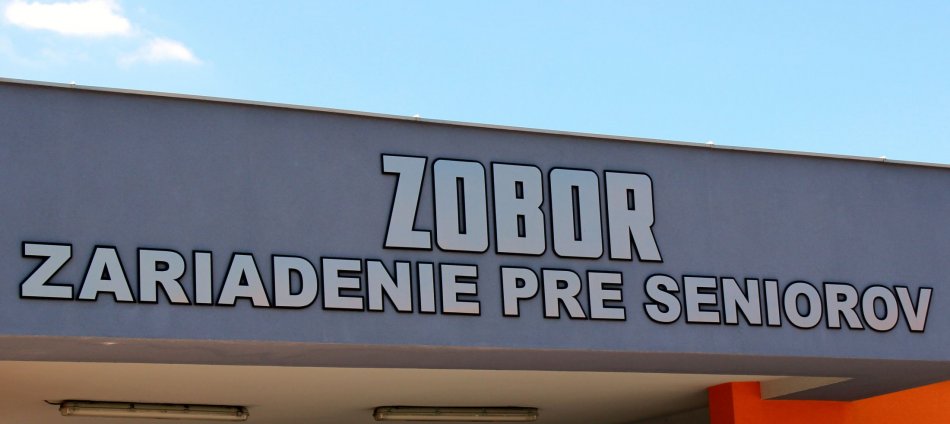 ZOBOR
ZARIADENIE PRE SENIOROV